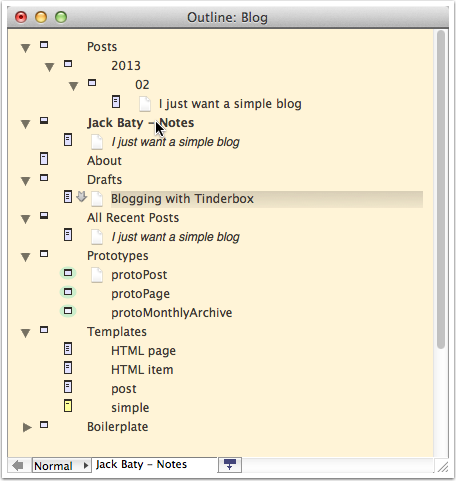 Outline: Blog
Posts
2013
02
I just want a simple blog
Jack Baty – Notes
I just want a simple blog
About
Drafts
Blogging with Tinderbox
All Recent Posts
I just want a simple blog
Prototypes
protoPost
protoPage
protoMonthlyArchive
Templates
HTML page
HTML item
post
simple
Boilerplate
Normal Jack Baty – Notes